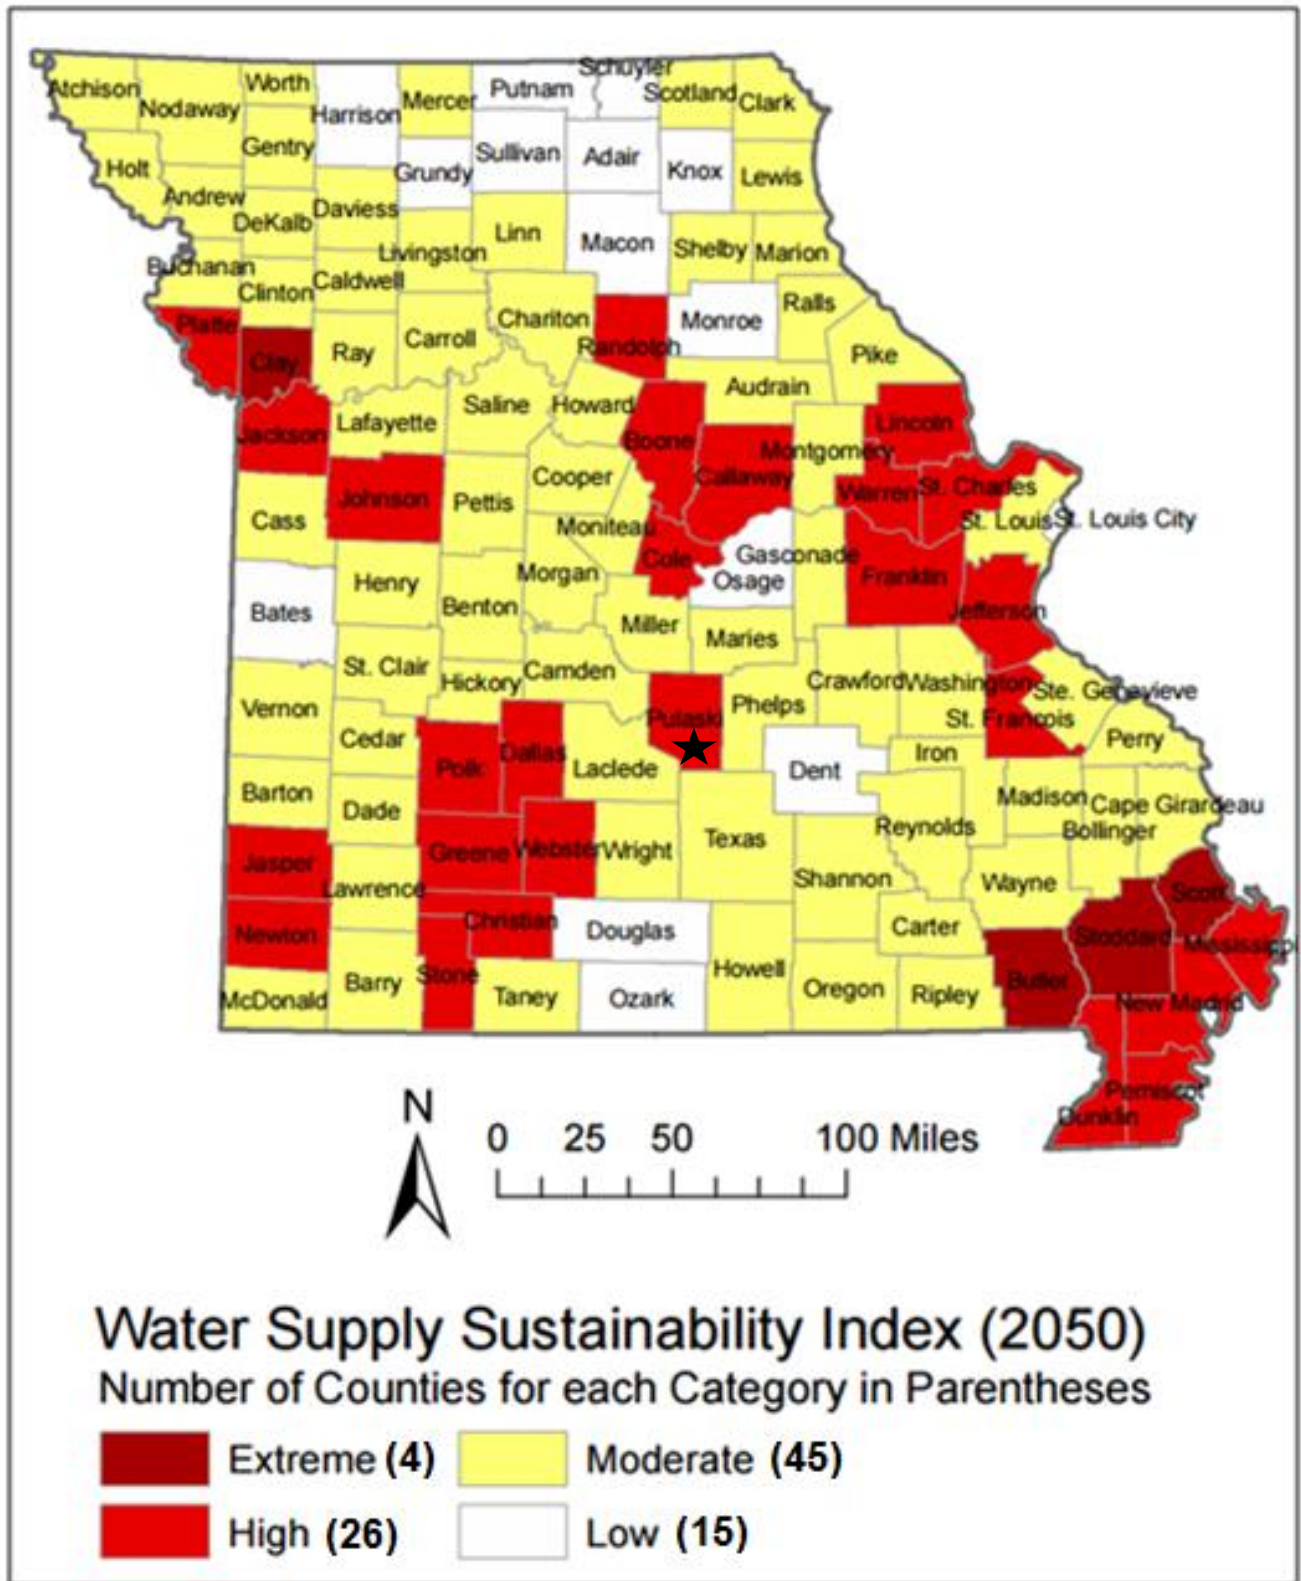 Schuyler
Atchison Nodaway Worth Harrison Mercer Putnam Scotland Clark
Holt Gentry Grundy Sullivan Adair Knox Lewis
Andrew DeKalb Daviess Livingston Linn Macon Shelby Marion
Buchanan Clinton Caldwell Chariton Monroe Ralls
Platte Clay Ray Carroll Randolph Pike
Audrain
Jackson Lafayette Saline Howard Boone Callaway Montgomery Lincoln
Johnson Pettis Cooper Warren St. Charles
Cass Moniteau St. Louis St. Louis City
Bates Henry Benton Morgan Cole Osage Gasconade Franklin
Jefferson
St. Clair Miller Maries
Vernon Hickory Camden Pulaski Phelps Crawford Washington Ste. Genevieve
St. Francois
Cedar Polk Dallas Laclede Dent Iron Perry
Barton Dade Texas Reynolds Madison Cape Girardeau
Bollinger
Jasper Greene Webster Wright Shannon Wayne
Lawrence Scott
Newton Christian Douglas Carter Stoddard Mississippi
McDonald Barry Stone Taney Ozark Howell Oregon Ripley Butler
New Madrid
Pemiscot
Dunklin
N
0 25 50 100 Miles
Water Supply Sustainability Index (2050)
Number of Counties for each Category in Parentheses
Extreme (4) Moderate (45)
High (26) Low (15)